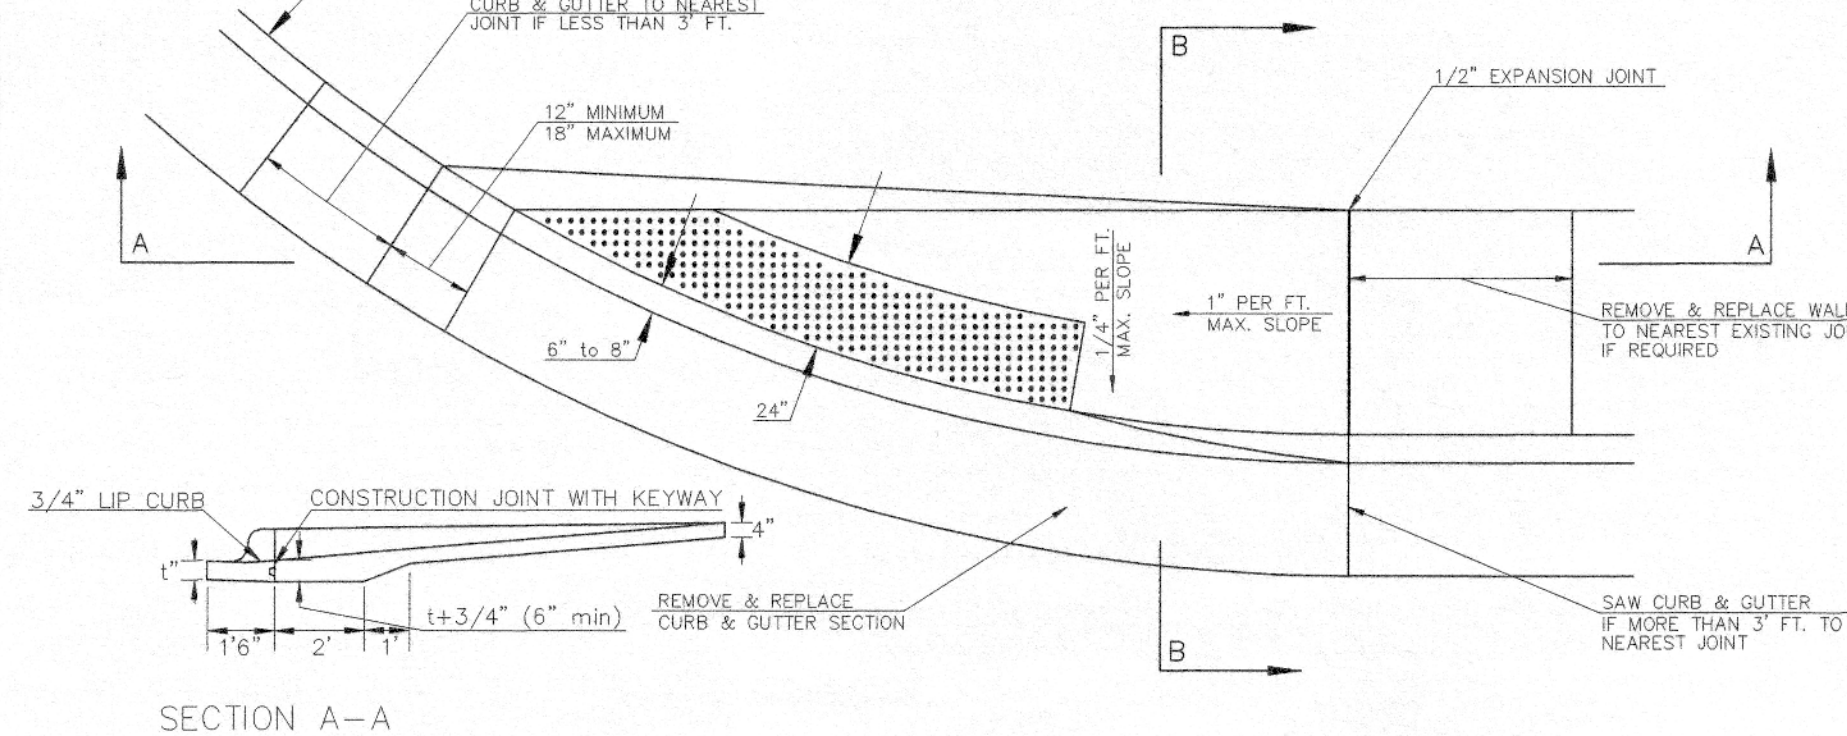 CURB & GUTTER TO NEAREST
JOINT IF LESS THAN 3' FT.
B
1/2" EXPANSION JOINT
12" MINIMUM
18" MAXIMUM
A
A
1/4" PER FT.
MAX. SLOPE
1" PER FT.
MAX. SLOPE
REMOVE & REPLACE
TO NEAREST EXISTING
IF REQUIRED
6" to 8"
24"
3/4" LIP CURB
CONSTRUCTION JOINT WITH KEYWAY
4"
t"
t+3/4" (6" min)
1'6"
2'
1'
REMOVE & REPLACE
CURB & GUTTER SECTION
SAW CURB & GUTTER
IF MORE THAN 3' FT. TO
NEAREST JOINT
B
SECTION A-A